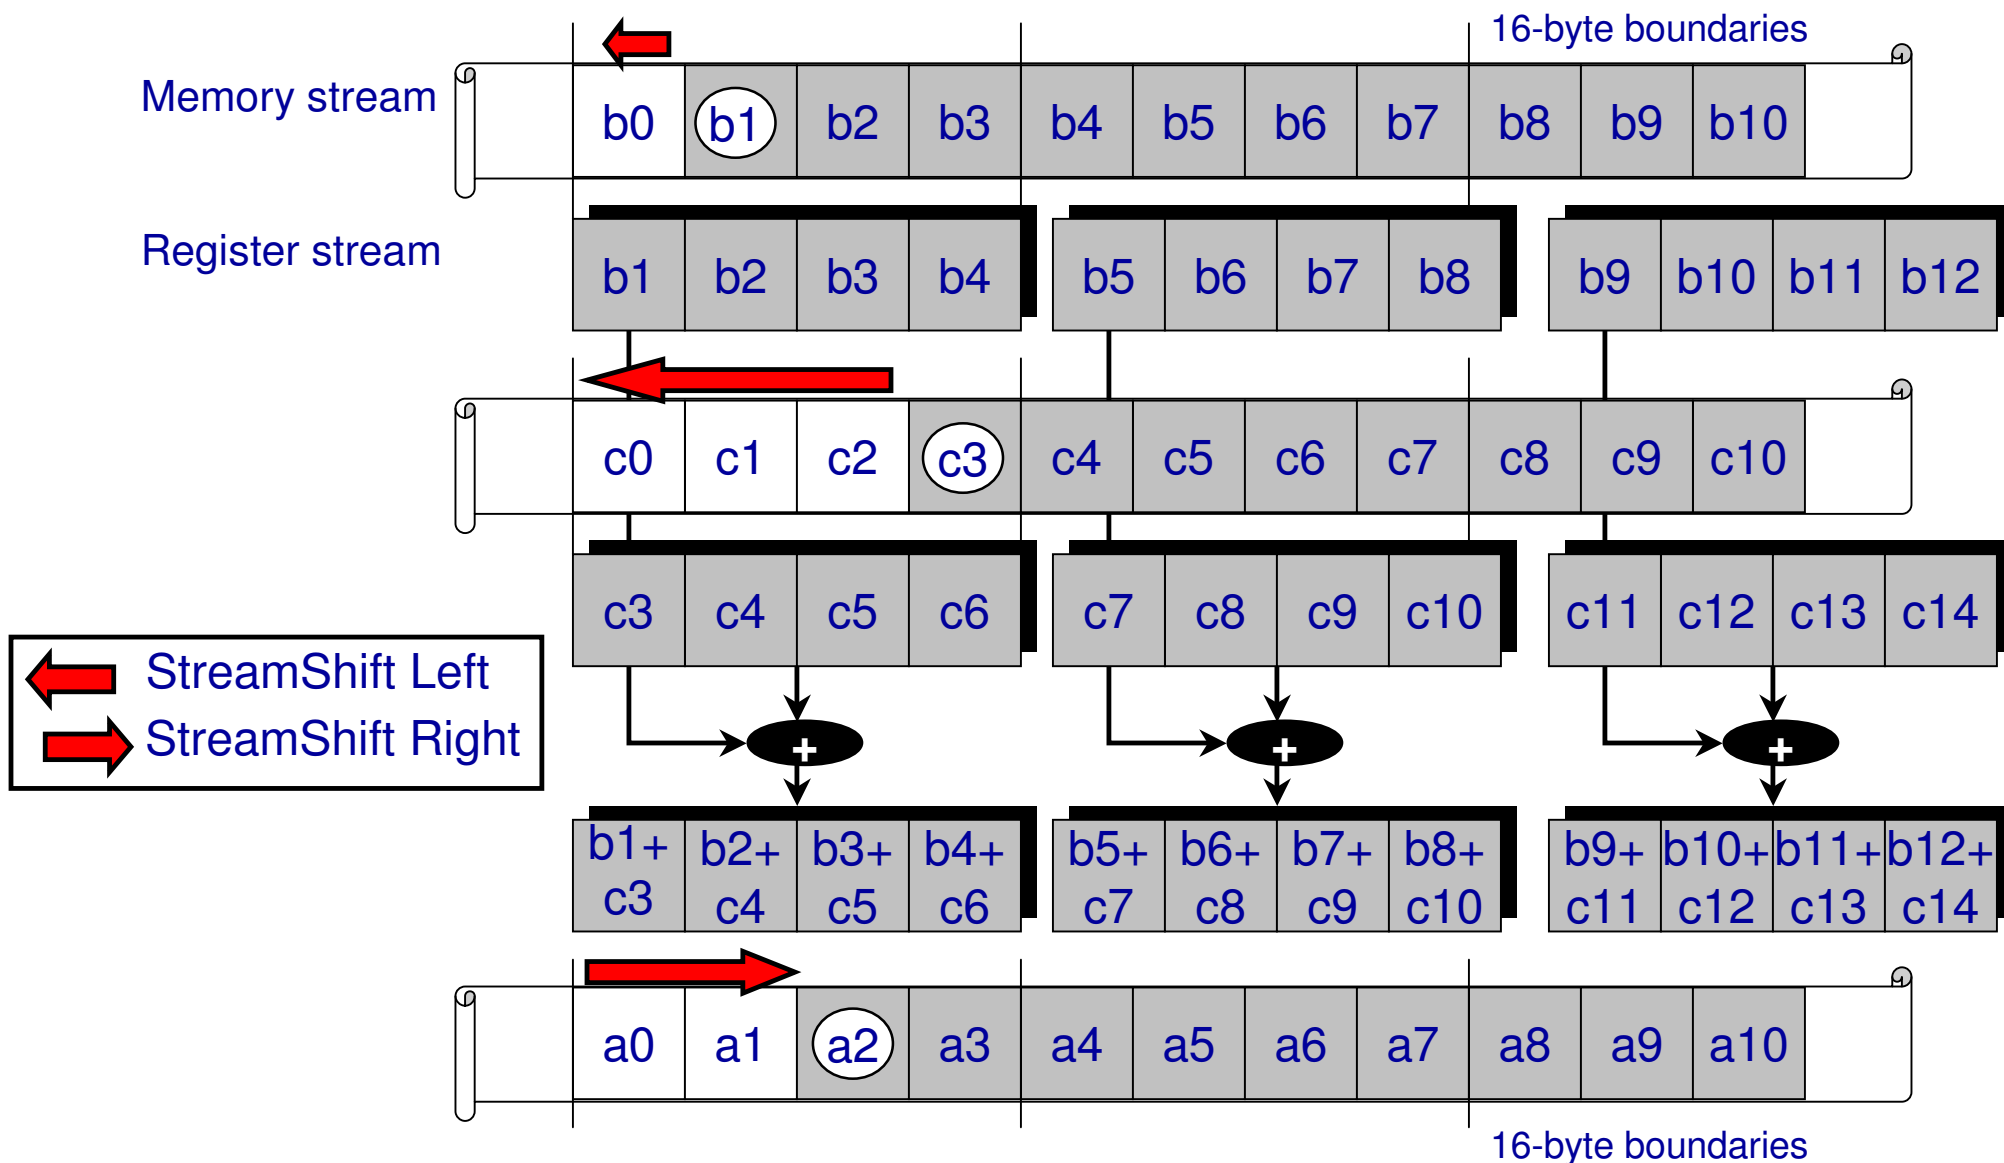 16-byte boundaries
Memory stream
b0 b1 b2 b3 b4 b5 b6 b7 b8 b9 b10
Register stream
b1 b2 b3 b4 b5 b6 b7 b8 b9 b10 b11 b12
c0 c1 c2 c3 c4 c5 c6 c7 c8 c9 c10
c3 c4 c5 c6 c7 c8 c9 c10 c11 c12 c13 c14
StreamShift Left
StreamShift Right
+ + +
b1+ b2+ b3+ b4+ b5+ b6+ b7+ b8+ b9+ b10+ b11+ b12+
c3 c4 c5 c6 c7 c8 c9 c10 c11 c12 c13 c14
a0 a1 a2 a3 a4 a5 a6 a7 a8 a9 a10
16-byte boundaries